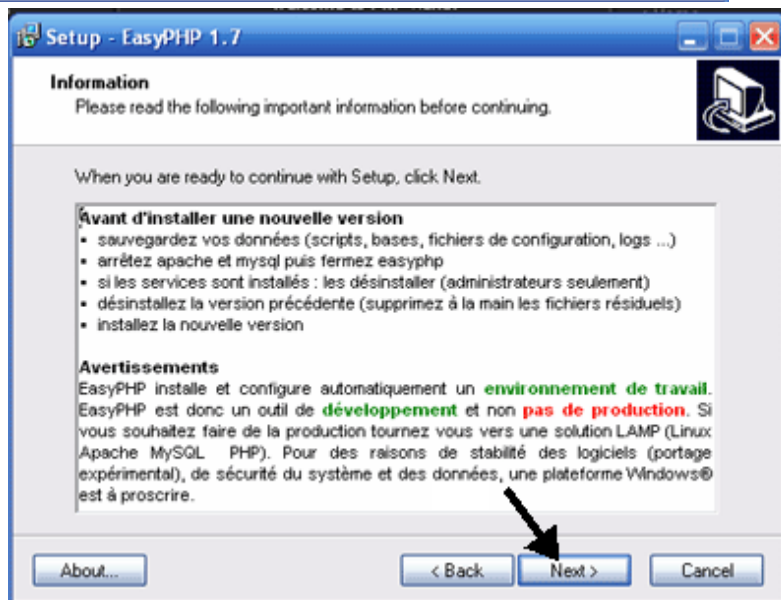 Setup - EasyPHP 1.7
Information
Please read the following important information before continuing.
When you are ready to continue with Setup, click Next.
Avant d'installer une nouvelle version
• sauvegardez vos données (scripts, bases, fichiers de configuration, logs ...)
• arrêtez apache et mysql puis fermez easyphp
• si les services sont installés : les désinstaller (administrateurs seulement)
• désinstallez la version précédente (supprimez à la main les fichiers résiduels)
• installez la nouvelle version
Avertissements
EasyPHP installe et configure automatiquement un environnement de travail.
EasyPHP est donc un outil de développement et non pas de production. Si
vous souhaitez faire de la production tournez vous vers une solution LAMP (Linux
Apache MySQL PHP). Pour des raisons de stabilité des logiciels (portage
expérimental), de sécurité du système et des données, une plateforme Windows®
est à proscrire.
About...
< Back
Next >
Cancel